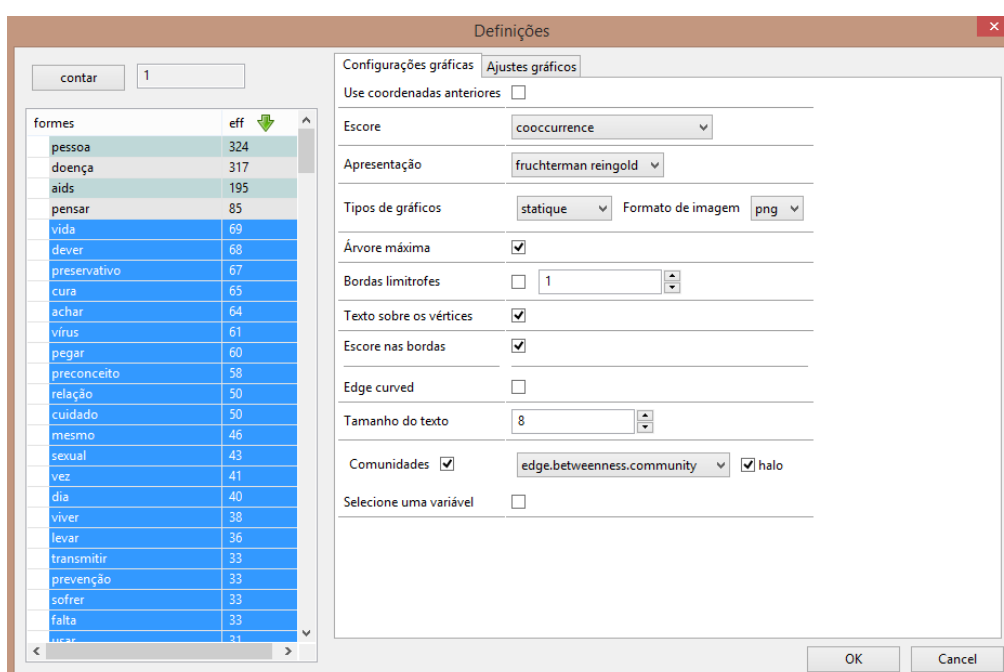 Definições
contar 1
formes eff
pessoa 324
doença 317
aids 195
pensar 85
vida 69
dever 68
preservativo 67
cura 65
achar 64
vírus 61
pegar 60
preconceito 58
relação 50
cuidado 50
mesmo 46
sexual 43
vez 41
dia 40
viver 38
levar 36
transmitir 33
prevenção 33
sofrer 33
falta 33
usar 31
Configurações gráficas Ajustes gráficos
Use coordenadas anteriores
Escore cooccurrence
Apresentação fruchterman reingold
Tipos de gráficos statique Formato de imagem png
Árvore máxima
Bordas limitrofes 1
Texto sobre os vértices
Escore nas bordas
Edge curved
Tamanho do texto 8
Comunidades edge.betweenness.community halo
Selecione uma variável
OK Cancel